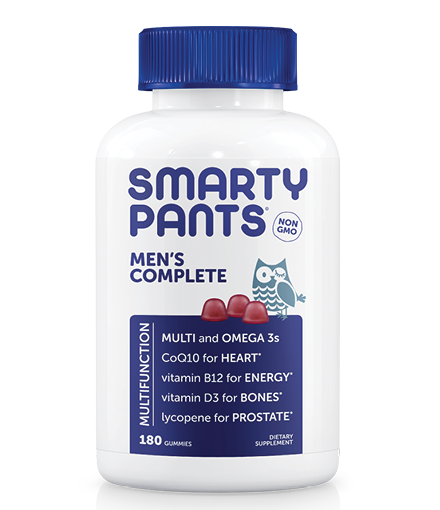 SMARTY
PANTS®
NON
GMO
MEN'S
COMPLETE
MULTIFUNCTION
MULTI and OMEGA 3s
CoQ10 for HEART*
vitamin B12 for ENERGY*
vitamin D3 for BONES*
lycopene for PROSTATE*
180 GUMMIES
DIETARY
SUPPLEMENT